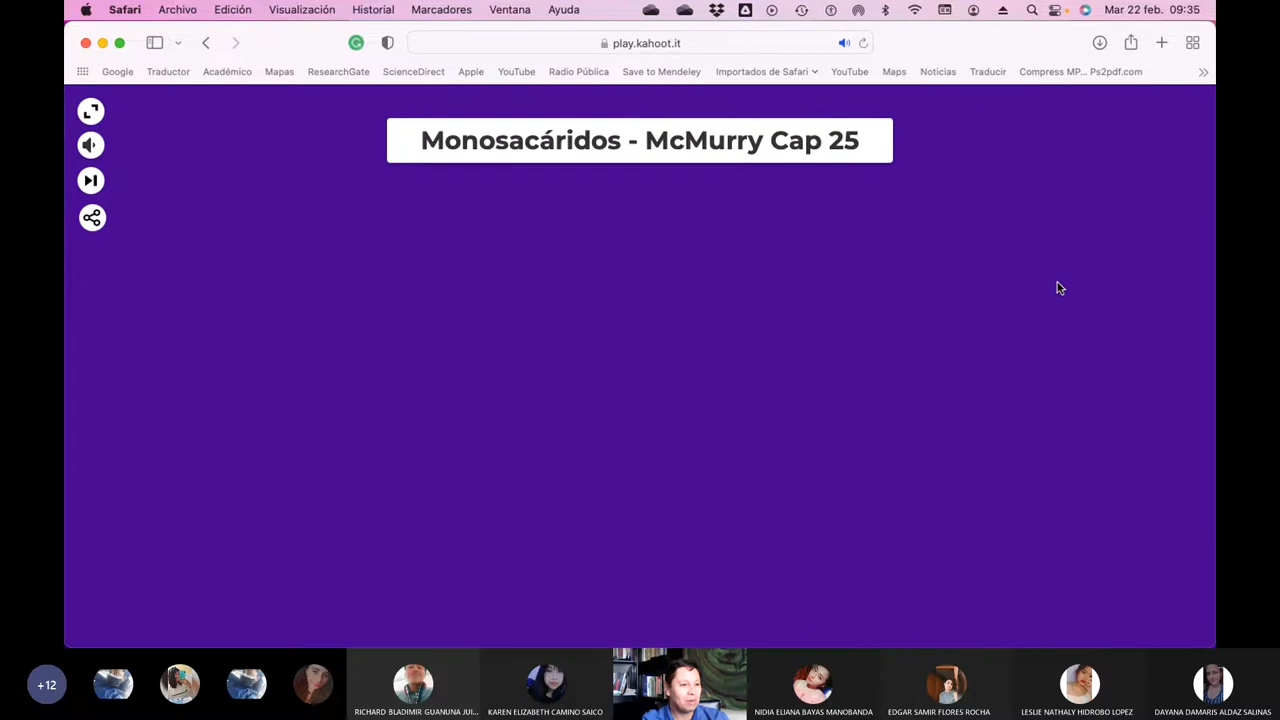 Safari Archivo Edición Visualización Historial Marcadores Ventana Ayuda Mar 22 feb. 09:35
play.kahoot.it
Google Traductor Académico Mapas ResearchGate ScienceDirect Apple YouTube Radio Pública Save to Mendeley Importados de Safari YouTube Maps Noticias Traducir Compress MP... Ps2pdf.com
Monosacáridos - McMurry Cap 25
+12
RICHARD BLADIMIR GUANUNA JUI... KAREN ELIZABETH CAMINO SAICO NIDIA ELIANA BAYAS MANOBANDA EDGAR SAMIR FLORES ROCHA LESLIE NATHALY HIDROBO LOPEZ DAYANA DAMARIS ALDAZ SALINAS